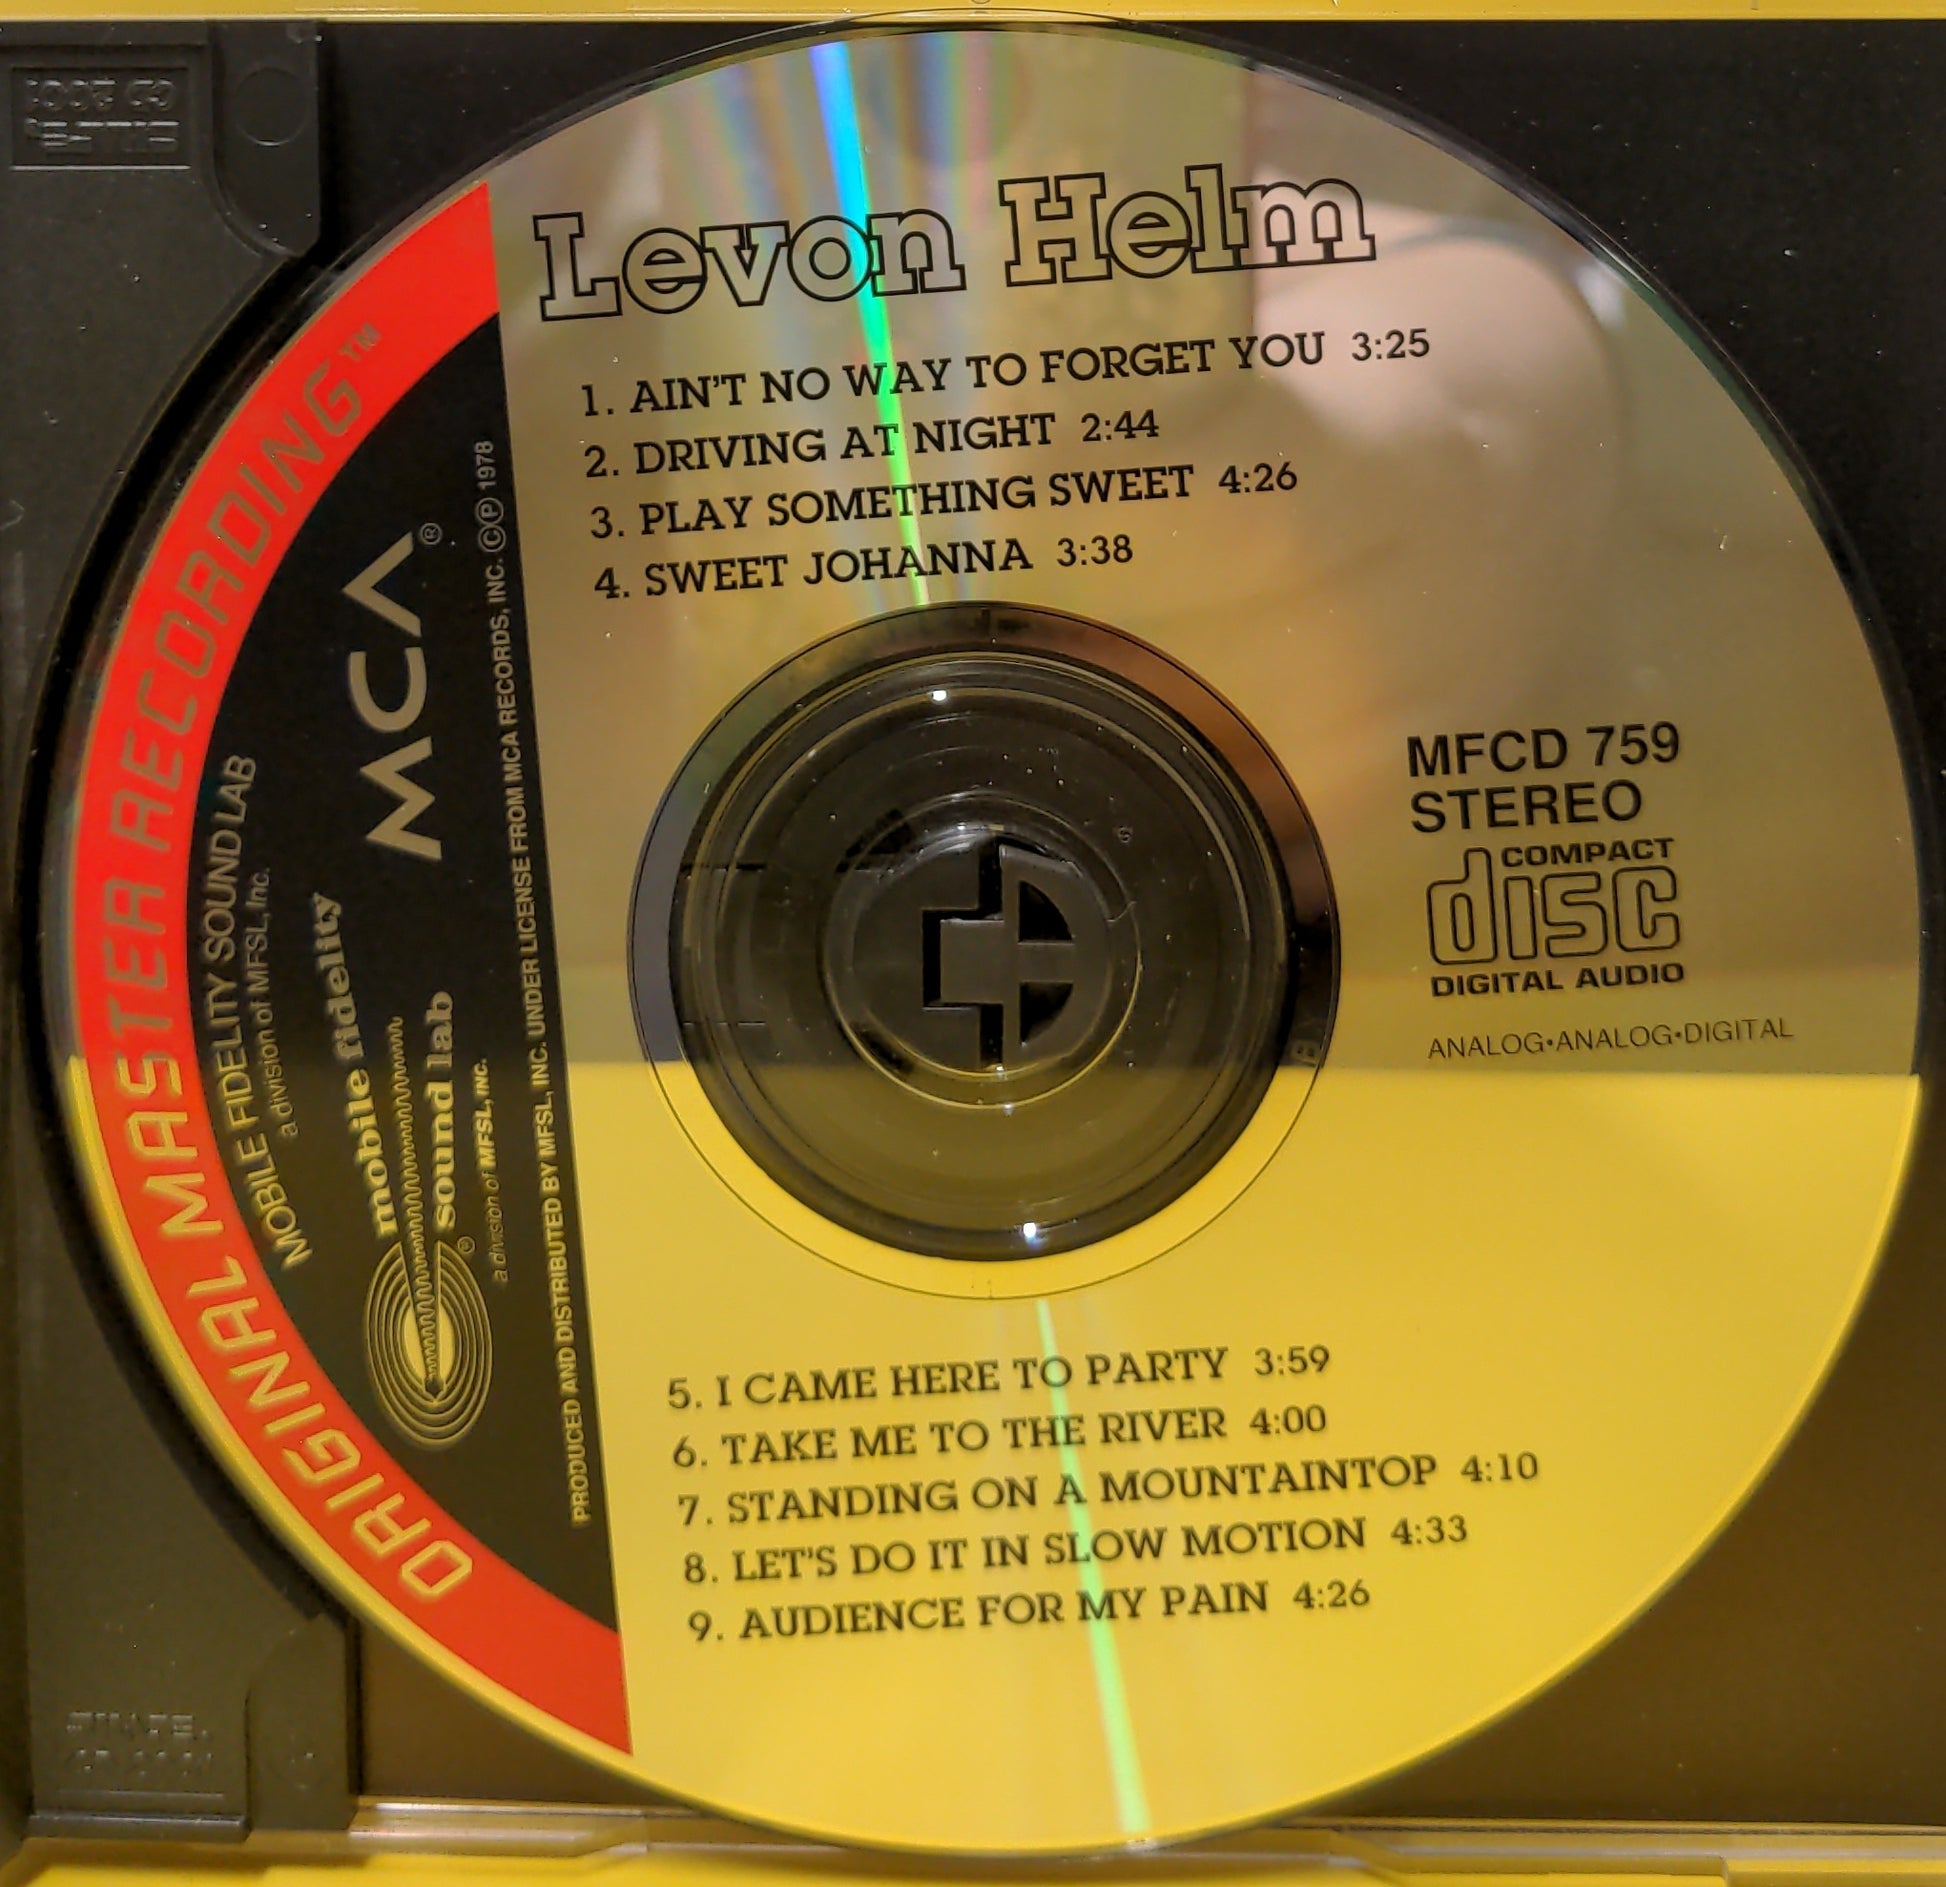 Levon Helm
1. AIN'T NO WAY TO FORGET YOU 3:25
2. DRIVING AT NIGHT 2:44
3. PLAY SOMETHING SWEET 4:26
4. SWEET JOHANNA 3:38
MFCD 759
STEREO
COMPACT
disc
DIGITAL AUDIO
ANALOG•ANALOG•DIGITAL
5. I CAME HERE TO PARTY 3:59
6. TAKE ME TO THE RIVER 4:00
7. STANDING ON A MOUNTAINTOP 4:10
8. LET'S DO IT IN SLOW MOTION 4:33
9. AUDIENCE FOR MY PAIN 4:26
ORIGINAL MASTER RECORDING™
MOBILE FIDELITY SOUND LAB
a division of MFSL, Inc.
MCA®
mobile fidelity
sound lab®
a division of MFSL, INC.
PRODUCED AND DISTRIBUTED BY MFSL, INC. UNDER LICENSE FROM MCA RECORDS, INC. ©℗ 1978